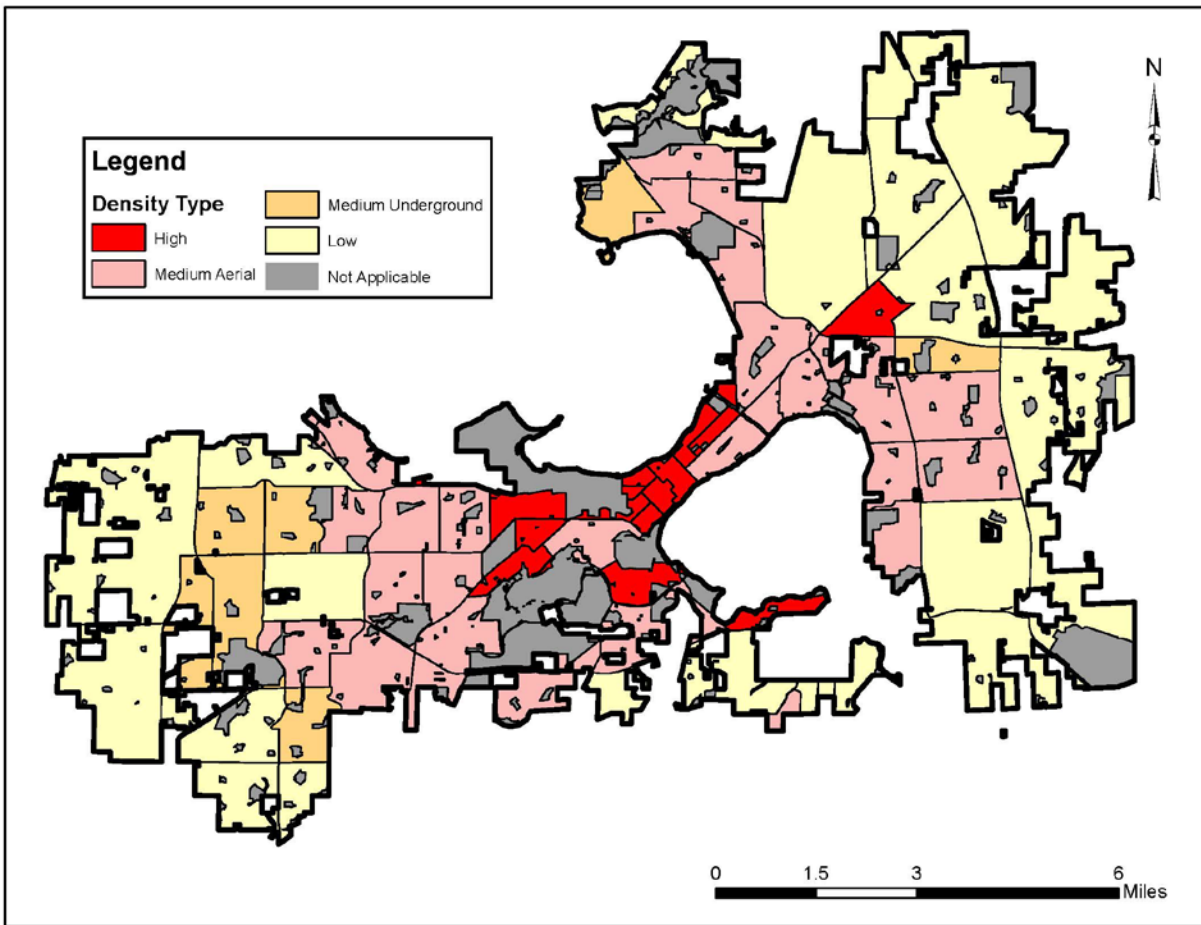 N
Legend
Density Type
High
Medium Aerial
Medium Underground
Low
Not Applicable
0 1.5 3 6
Miles